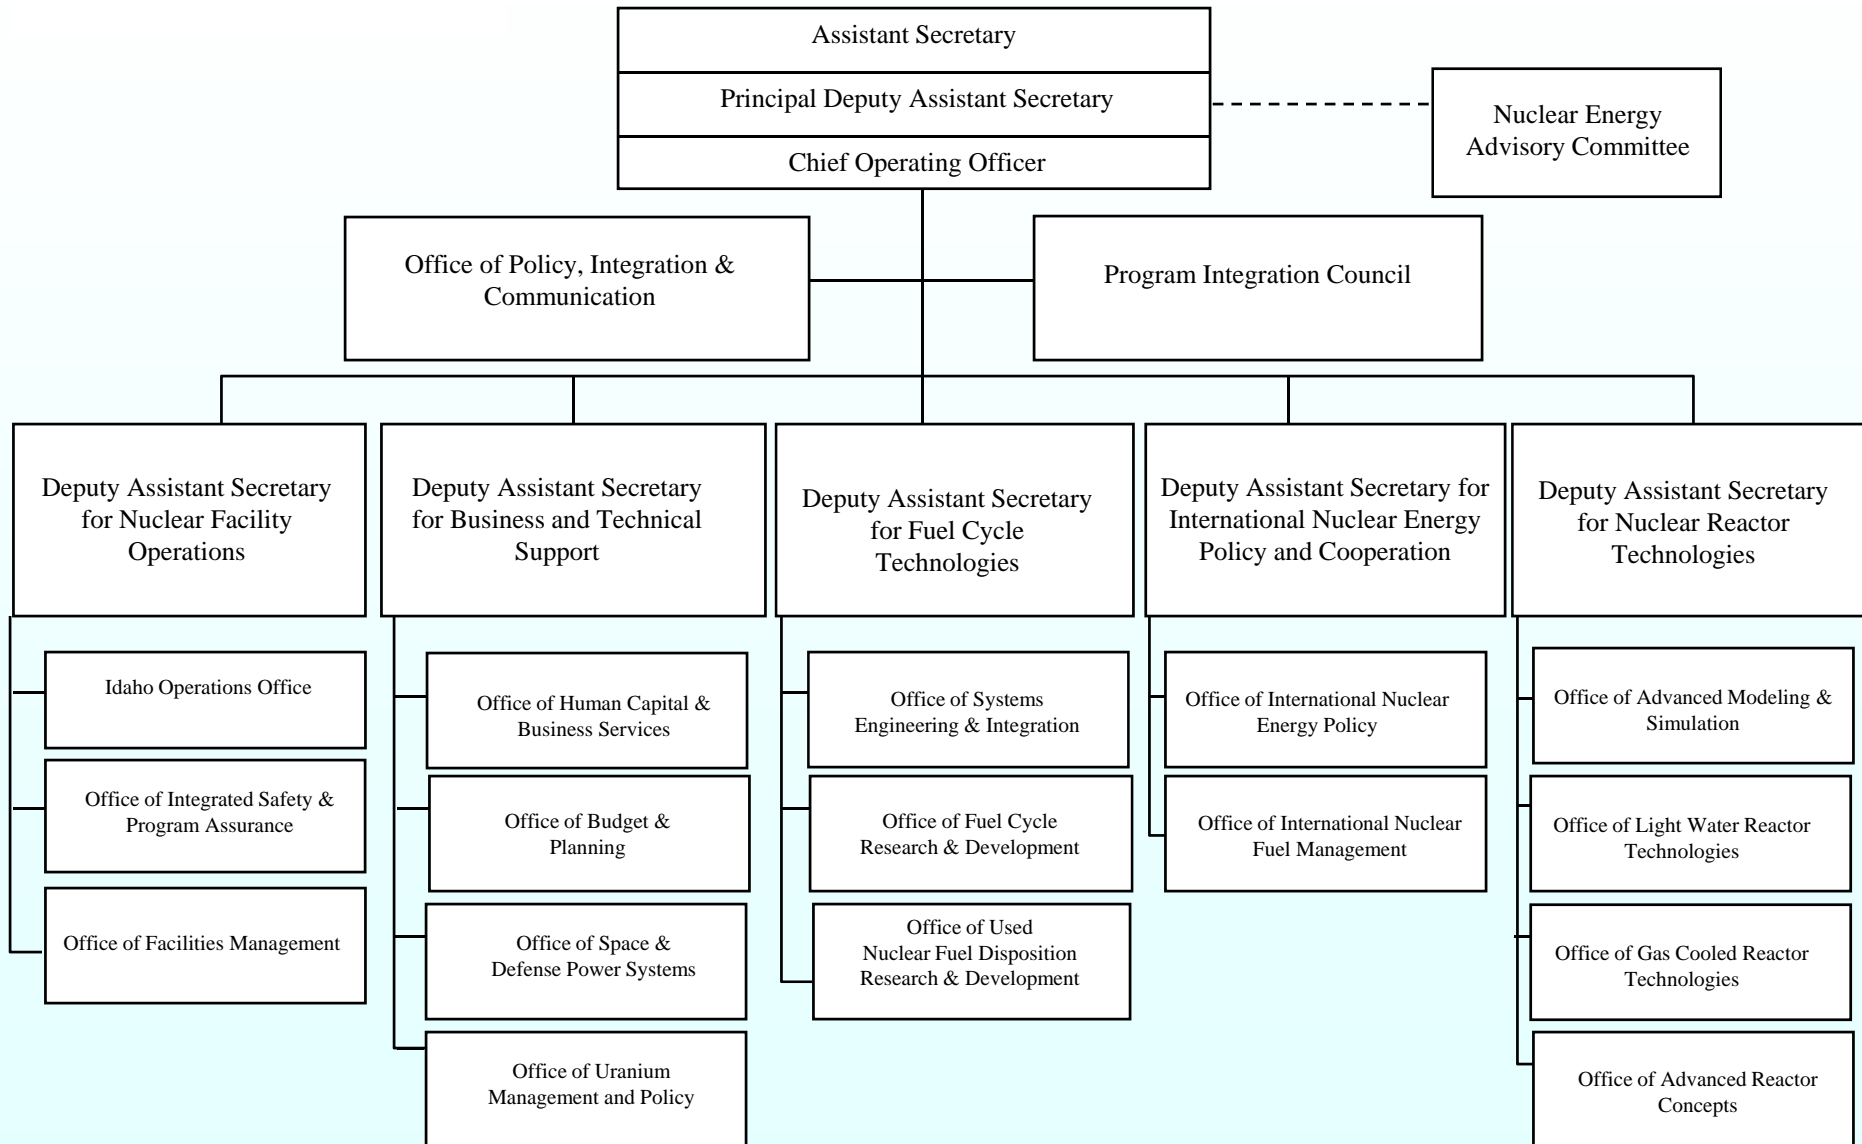 Assistant Secretary
Principal Deputy Assistant Secretary
Chief Operating Officer
Nuclear Energy
Advisory Committee
Office of Policy, Integration &
Communication
Program Integration Council
Deputy Assistant Secretary
for Nuclear Facility
Operations
Deputy Assistant Secretary
for Business and Technical
Support
Deputy Assistant Secretary
for Fuel Cycle
Technologies
Deputy Assistant Secretary for
International Nuclear Energy
Policy and Cooperation
Deputy Assistant Secretary
for Nuclear Reactor
Technologies
Idaho Operations Office
Office of Integrated Safety &
Program Assurance
Office of Facilities Management
Office of Human Capital &
Business Services
Office of Budget &
Planning
Office of Space &
Defense Power Systems
Office of Uranium
Management and Policy
Office of Systems
Engineering & Integration
Office of Fuel Cycle
Research & Development
Office of Used
Nuclear Fuel Disposition
Research & Development
Office of International Nuclear
Energy Policy
Office of International Nuclear
Fuel Management
Office of Advanced Modeling &
Simulation
Office of Light Water Reactor
Technologies
Office of Gas Cooled Reactor
Technologies
Office of Advanced Reactor
Concepts